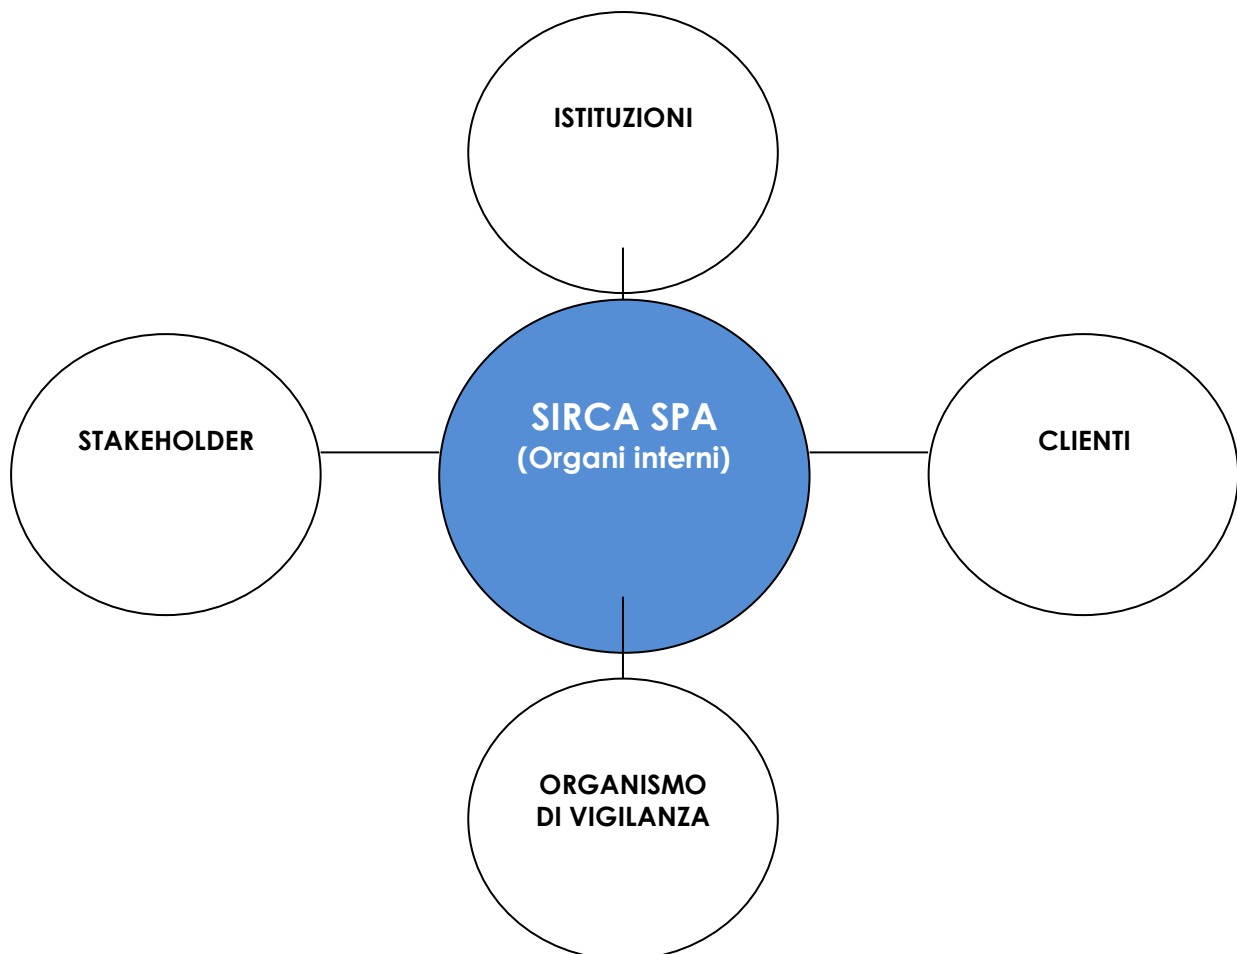 ISTITUZIONI
STAKEHOLDER
SIRCA SPA
(Organi interni)
CLIENTI
ORGANISMO
DI VIGILANZA